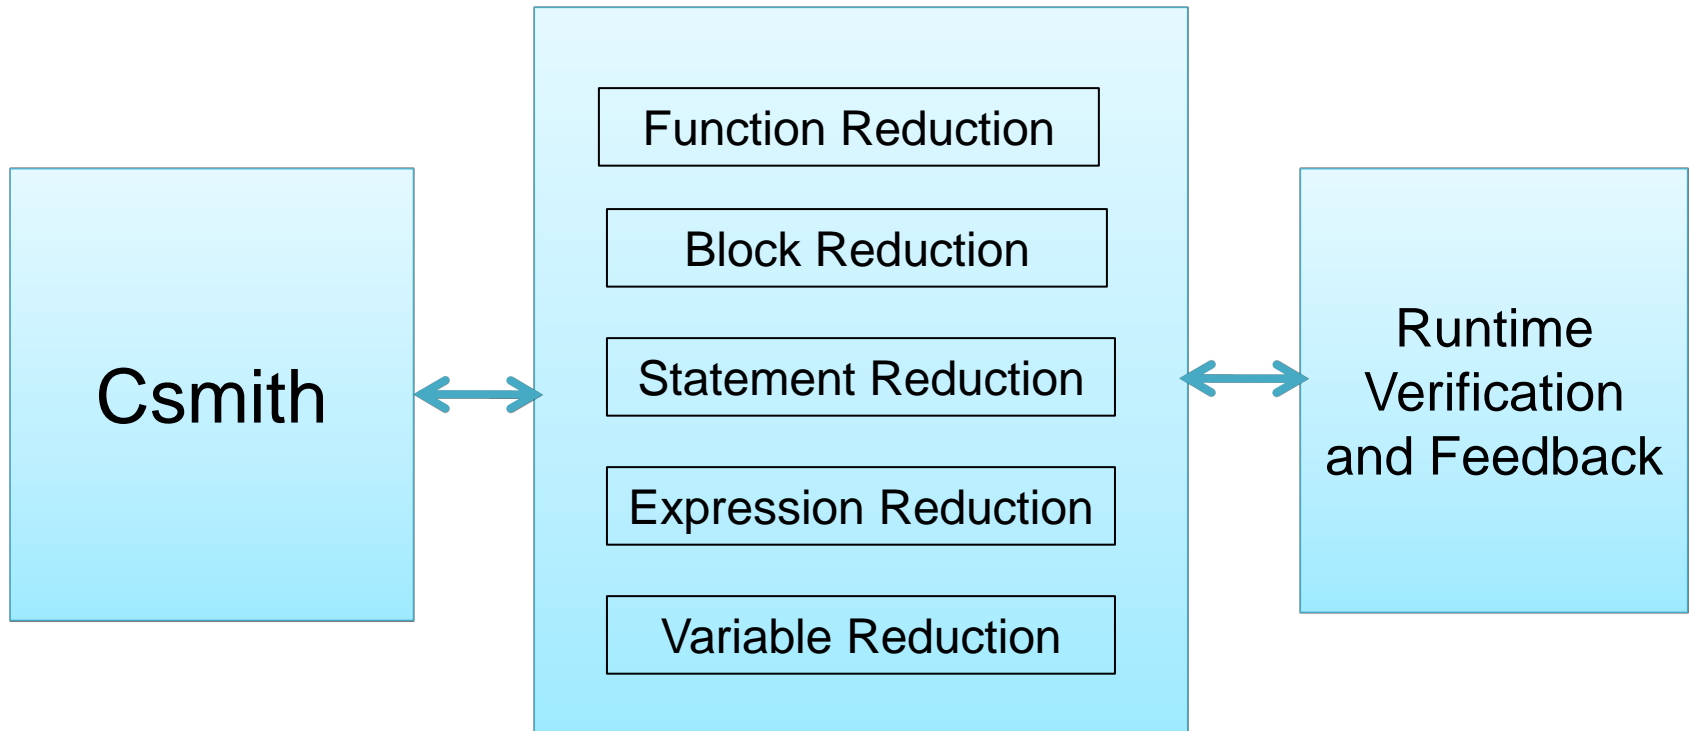 Csmith
Function Reduction
Block Reduction
Statement Reduction
Expression Reduction
Variable Reduction
Runtime
Verification
and Feedback